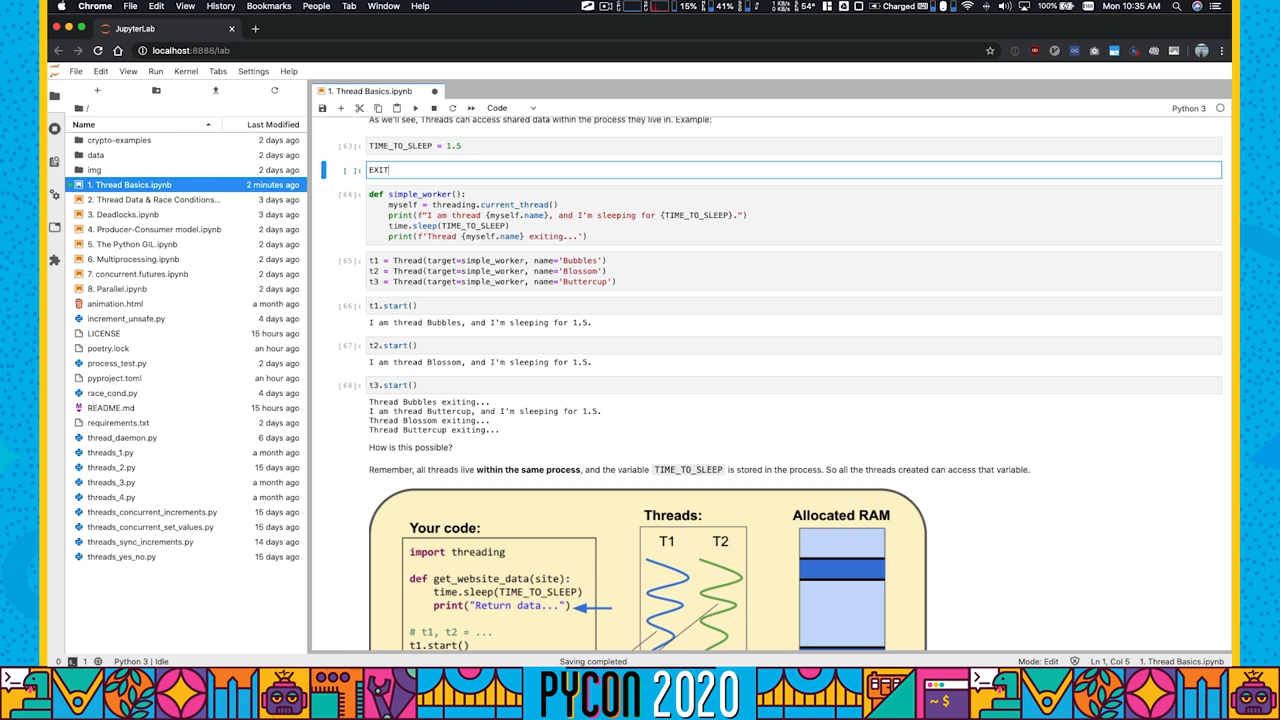 Chrome File Edit View History Bookmarks People Tab Window Help
15% 41% 54° Charged 100% Mon 10:35 AM
JupyterLab
localhost:8888/lab
File Edit View Run Kernel Tabs Settings Help
1. Thread Basics.ipynb
Code
Python 3
/
Name Last Modified
crypto-examples 2 days ago
data 2 days ago
img 2 days ago
1. Thread Basics.ipynb 2 minutes ago
2. Thread Data & Race Conditions... 3 days ago
3. Deadlocks.ipynb 2 days ago
4. Producer-Consumer model.ipynb 2 days ago
5. The Python GIL.ipynb 2 days ago
6. Multiprocessing.ipynb 2 days ago
7. concurrent.futures.ipynb 2 days ago
8. Parallel.ipynb 2 days ago
animation.html a month ago
increment_unsafe.py 4 days ago
LICENSE 15 hours ago
poetry.lock an hour ago
process_test.py 2 days ago
pyproject.toml an hour ago
race_cond.py 4 days ago
README.md 15 hours ago
requirements.txt 2 days ago
thread_daemon.py 6 days ago
threads_1.py a month ago
threads_2.py 15 days ago
threads_3.py a month ago
threads_4.py a month ago
threads_concurrent_increments.py 15 days ago
threads_concurrent_set_values.py 15 days ago
threads_sync_increments.py 14 days ago
threads_yes_no.py 15 days ago
As we'll see, Threads can access shared data within the process they live in. Example:
[63]: TIME_TO_SLEEP = 1.5
[ ]: EXIT
[64]: def simple_worker():
myself = threading.current_thread()
print(f"I am thread {myself.name}, and I'm sleeping for {TIME_TO_SLEEP}.")
time.sleep(TIME_TO_SLEEP)
print(f'Thread {myself.name} exiting...')
[65]: t1 = Thread(target=simple_worker, name='Bubbles')
t2 = Thread(target=simple_worker, name='Blossom')
t3 = Thread(target=simple_worker, name='Buttercup')
[66]: t1.start()
I am thread Bubbles, and I'm sleeping for 1.5.
[67]: t2.start()
I am thread Blossom, and I'm sleeping for 1.5.
[68]: t3.start()
Thread Bubbles exiting...
I am thread Buttercup, and I'm sleeping for 1.5.
Thread Blossom exiting...
Thread Buttercup exiting...
How is this possible?
Remember, all threads live within the same process, and the variable TIME_TO_SLEEP is stored in the process. So all the threads created can access that variable.
Your code:
import threading
def get_website_data(site):
time.sleep(TIME_TO_SLEEP)
print("Return data...")
# t1, t2 = ...
t1.start()
Threads:
T1 T2
Allocated RAM
0 1 Python 3 | Idle
Saving completed
Mode: Edit Ln 1, Col 5 1. Thread Basics.ipynb
PYCON 2020
~ $